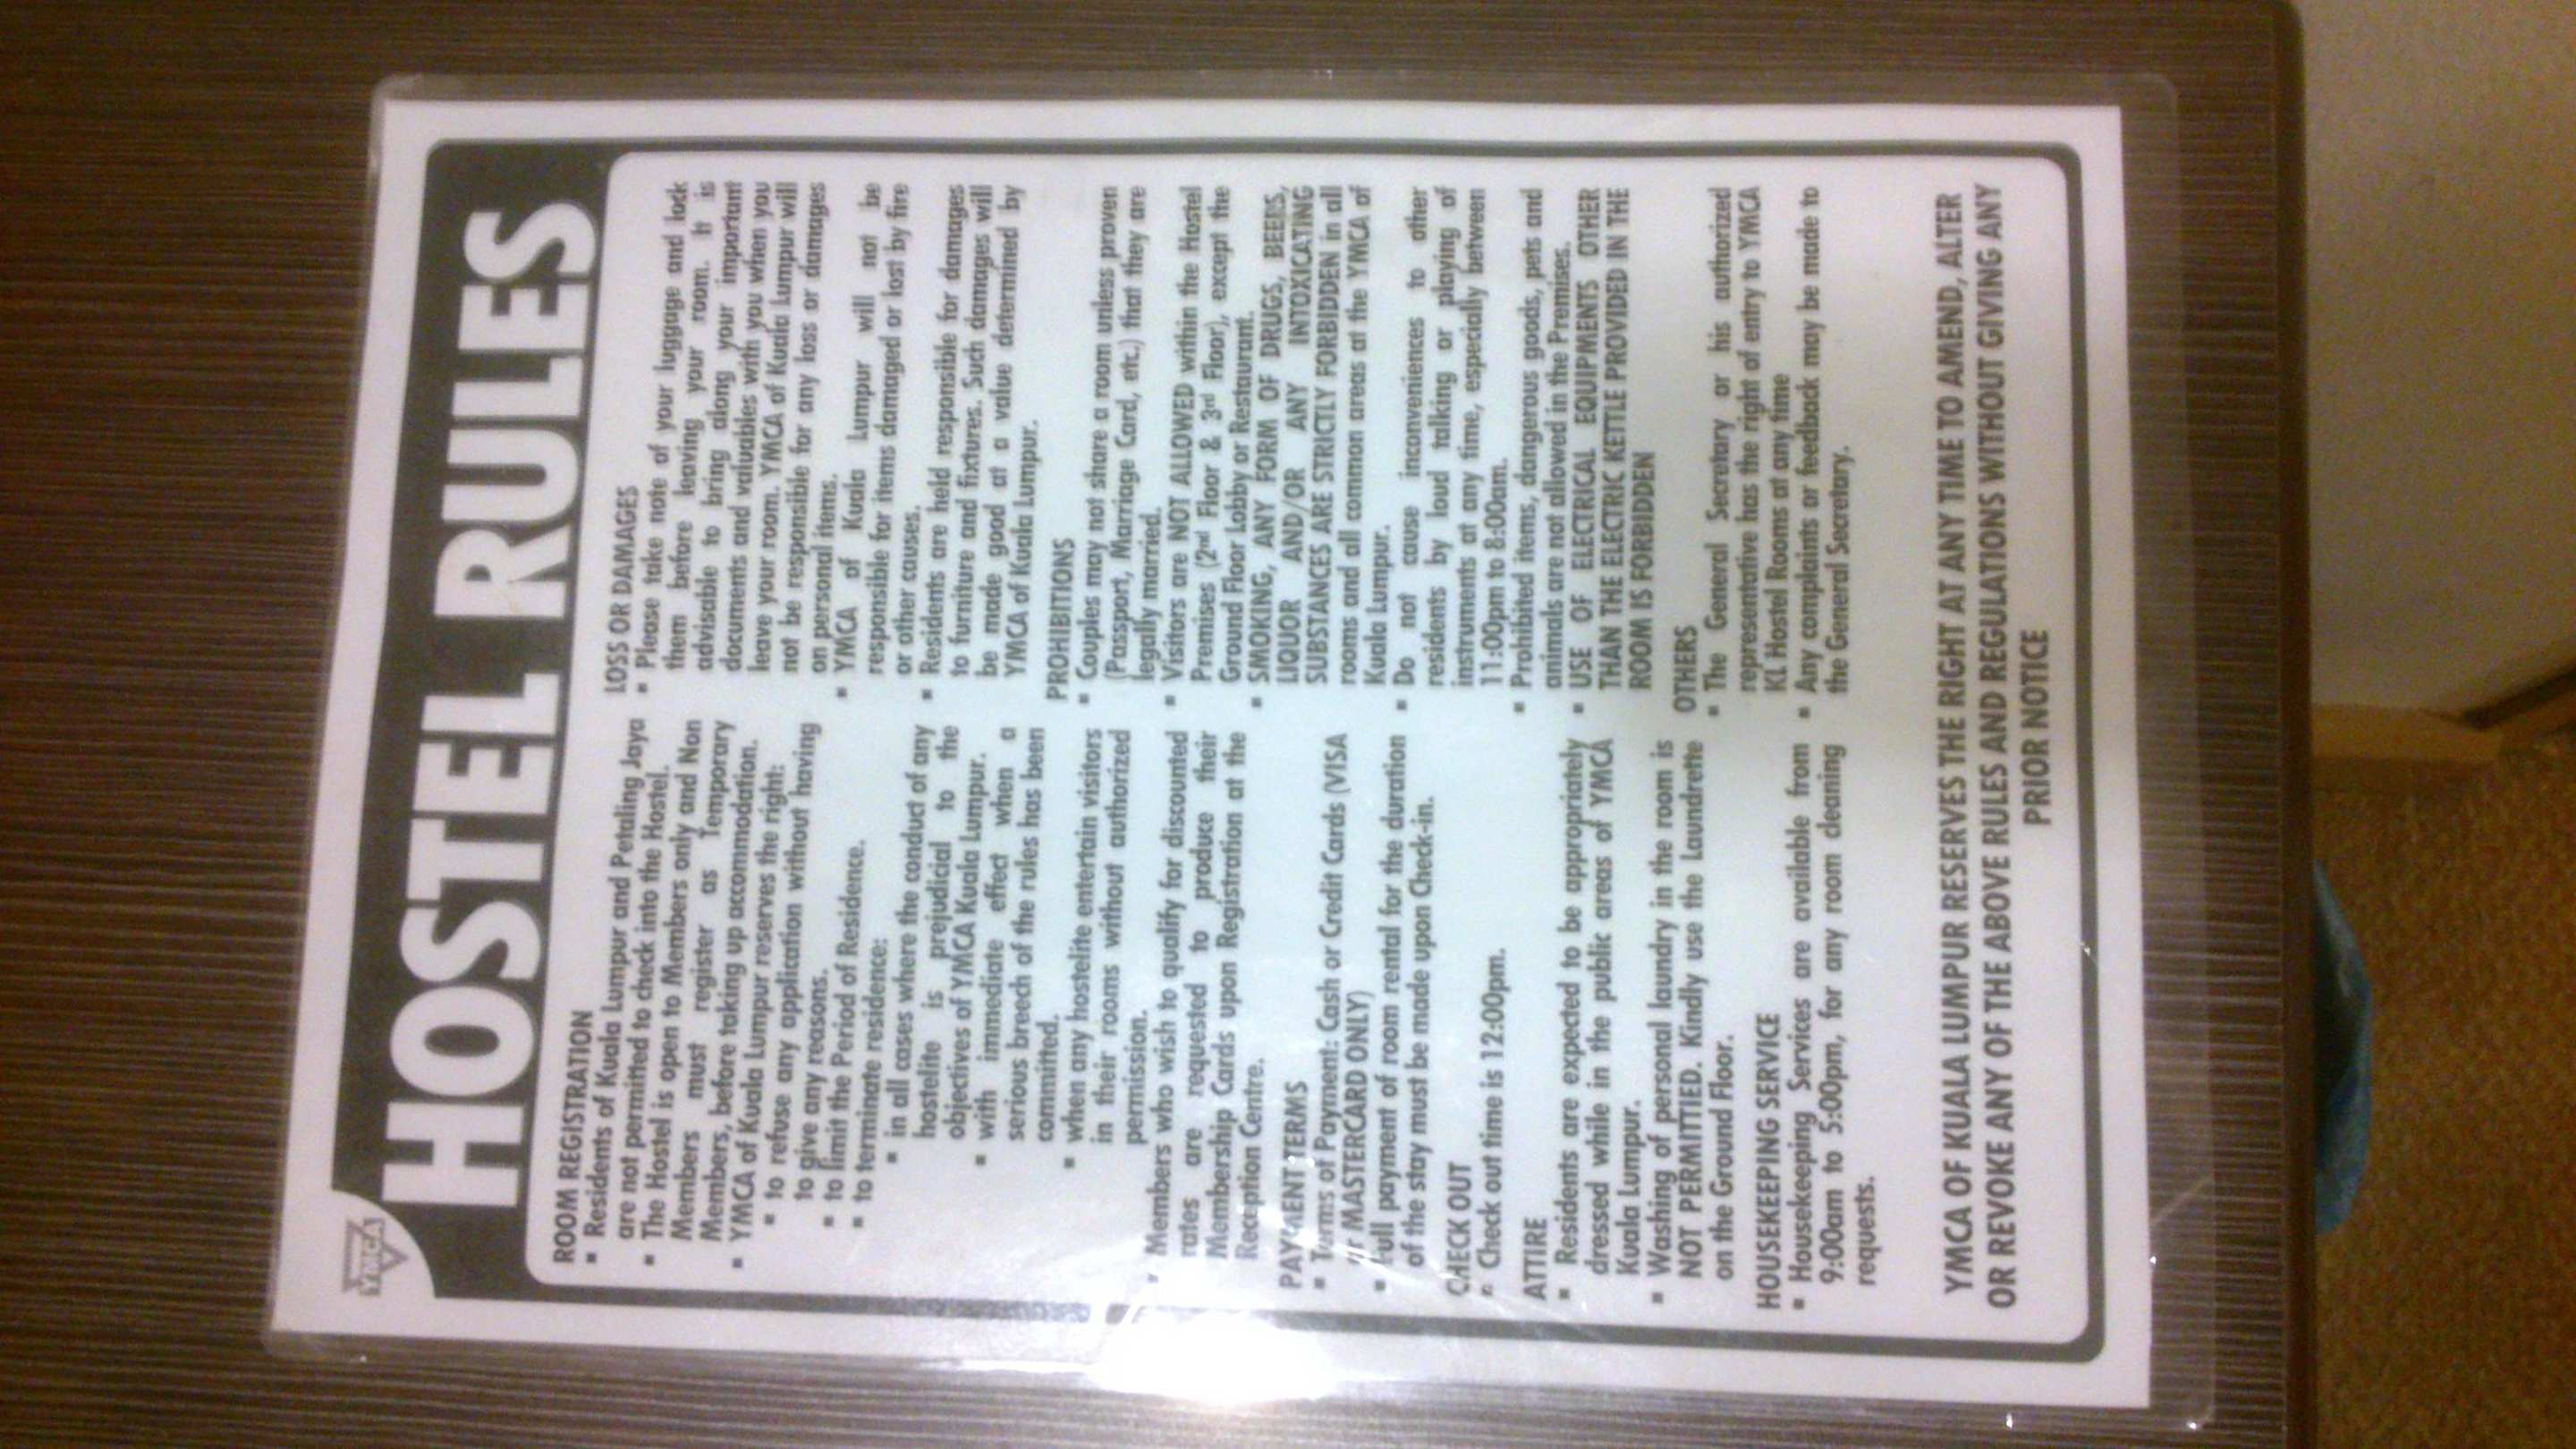 YMCA
HOSTEL RULES
ROOM REGISTRATION
▪ Residents of Kuala Lumpur and Petaling Jaya
are not permitted to check into the Hostel.
▪ The Hostel is open to Members only and Non
Members must register as Temporary
Members, before taking up accommodation.
▪ YMCA of Kuala Lumpur reserves the right:
▪ to refuse any application without having
to give any reasons.
▪ to limit the Period of Residence.
▪ to terminate residence:
▪ in all cases where the conduct of any
hostelite is prejudicial to the
objectives of YMCA Kuala Lumpur.
▪ with immediate effect when a
serious breech of the rules has been
committed.
▪ when any hostelite entertain visitors
in their rooms without authorized
permission.
▪ Members who wish to qualify for discounted
rates are requested to produce their
Membership Cards upon Registration at the
Reception Centre.
PAYMENT TERMS
▪ Terms of Payment: Cash or Credit Cards (VISA
or MASTERCARD ONLY)
▪ Full payment of room rental for the duration
of the stay must be made upon Check-in.
CHECK OUT
▪ Check out time is 12:00pm.
ATTIRE
▪ Residents are expected to be appropriately
dressed while in the public areas of YMCA
Kuala Lumpur.
▪ Washing of personal laundry in the room is
NOT PERMITTED. Kindly use the Laundrette
on the Ground Floor.
HOUSEKEEPING SERVICE
▪ Housekeeping Services are available from
9:00am to 5:00pm, for any room cleaning
requests.
LOSS OR DAMAGES
▪ Please take note of your luggage and lock
them before leaving your room. It is
advisable to bring along your important
documents and valuables with you when you
leave your room. YMCA of Kuala Lumpur will
not be responsible for any loss or damages
on personal items.
▪ YMCA of Kuala Lumpur will not be
responsible for items damaged or lost by fire
or other causes.
▪ Residents are held responsible for damages
to furniture and fixtures. Such damages will
be made good at a value determined by
YMCA of Kuala Lumpur.
PROHIBITIONS
▪ Couples may not share a room unless proven
(Passport, Marriage Card, etc.) that they are
legally married.
▪ Visitors are NOT ALLOWED within the Hostel
Premises (2nd Floor & 3rd Floor), except the
Ground Floor Lobby or Restaurant.
▪ SMOKING, ANY FORM OF DRUGS, BEERS,
LIQUOR AND/OR ANY INTOXICATING
SUBSTANCES ARE STRICTLY FORBIDDEN in all
rooms and all common areas at the YMCA of
Kuala Lumpur.
▪ Do not cause inconveniences to other
residents by loud talking or playing of
instruments at any time, especially between
11:00pm to 8:00am.
▪ Prohibited items, dangerous goods, pets and
animals are not allowed in the Premises.
▪ USE OF ELECTRICAL EQUIPMENTS OTHER
THAN THE ELECTRIC KETTLE PROVIDED IN THE
ROOM IS FORBIDDEN
OTHERS
▪ The General Secretary or his authorized
representative has the right of entry to YMCA
KL Hostel Rooms at any time
▪ Any complaints or feedback may be made to
the General Secretary.
YMCA OF KUALA LUMPUR RESERVES THE RIGHT AT ANY TIME TO AMEND, ALTER
OR REVOKE ANY OF THE ABOVE RULES AND REGULATIONS WITHOUT GIVING ANY
PRIOR NOTICE